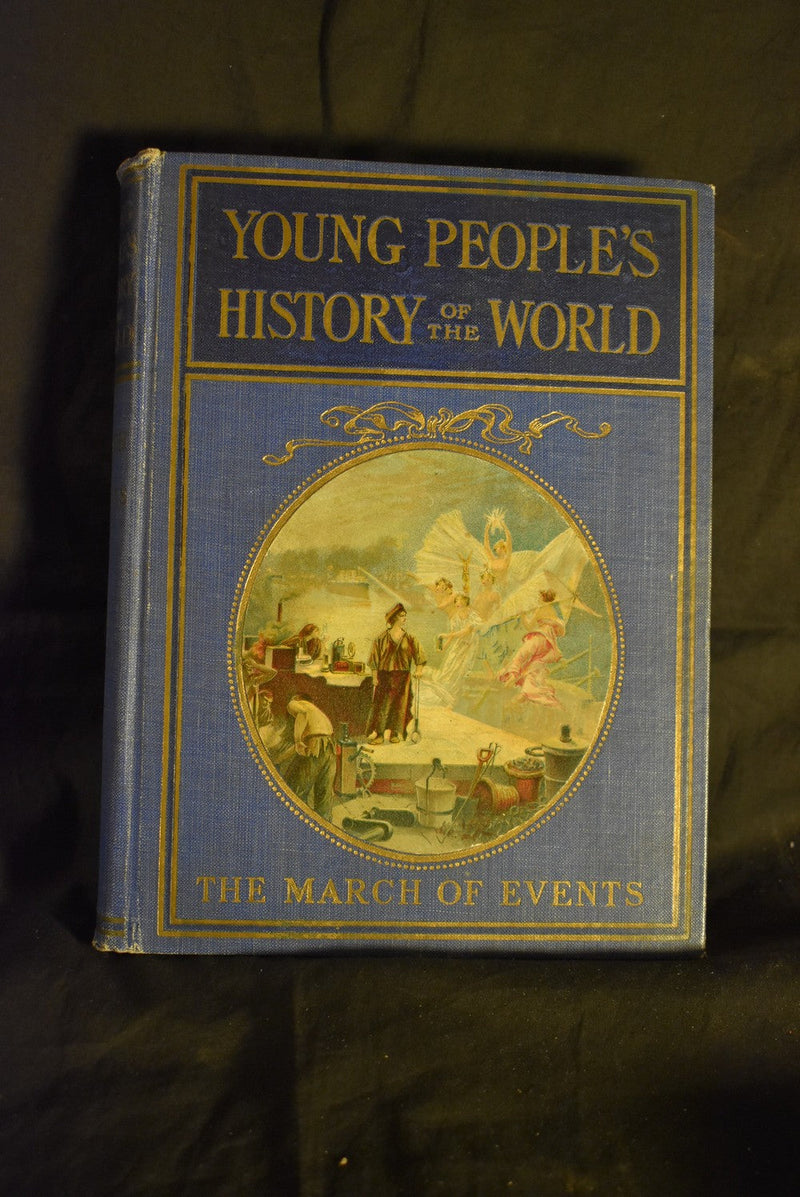 YOUNG PEOPLE'S
HISTORY OF THE WORLD
THE MARCH OF EVENTS